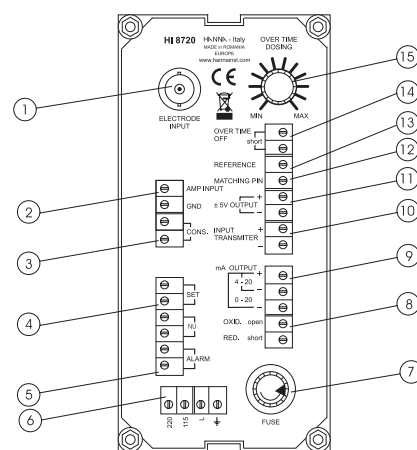 HI 8720
HANNA - Italy
MADE in ROMANIA
EUROPE
www.hannainst.com
OVER TIME
DOSING
MIN
MAX
ELECTRODE
INPUT
OVER TIME
OFF
short
REFERENCE
MATCHING PIN
+
± 5V OUTPUT
−
INPUT
TRANSMITER
+
−
AMP INPUT
GND
CONS.
mA OUTPUT
+
4 - 20
−
0 - 20
−
OXID. open
RED. short
SET
NU
ALARM
220
115
L
FUSE
1
2
3
4
5
6
7
8
9
10
11
12
13
14
15